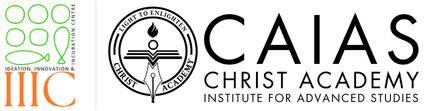 IDEATION, INNOVATION &
INCUBATION CENTRE
IIIC
LIGHT TO ENLIGHTEN
CHRIST ACADEMY
CAIAS
CHRIST ACADEMY
INSTITUTE FOR ADVANCED STUDIES